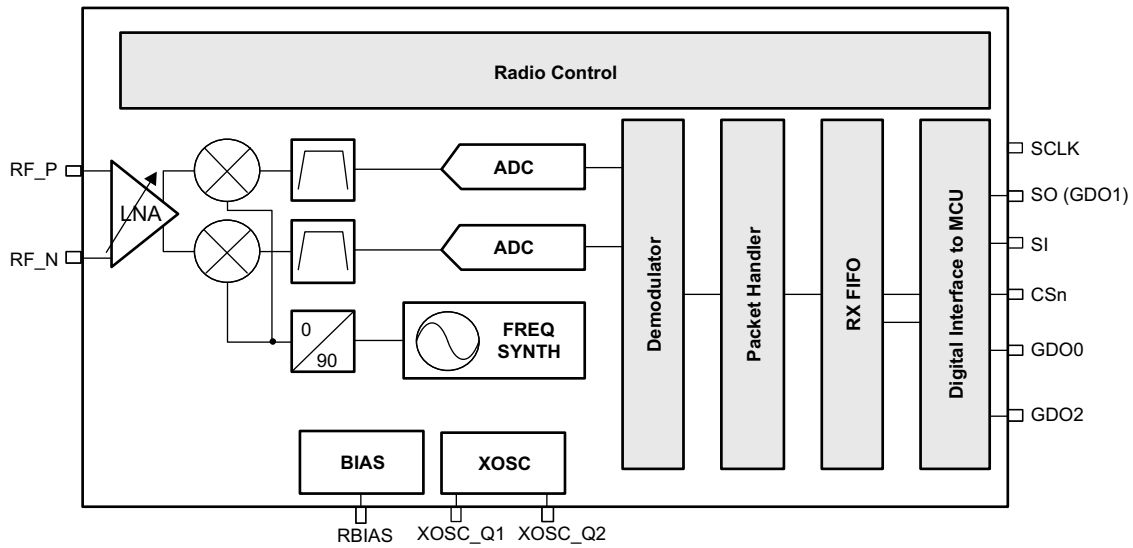 Radio Control
RF_P
RF_N
LNA
ADC
ADC
0
90
FREQ
SYNTH
BIAS
XOSC
RBIAS
XOSC_Q1
XOSC_Q2
Demodulator
Packet Handler
RX FIFO
Digital Interface to MCU
SCLK
SO (GDO1)
SI
CSn
GDO0
GDO2